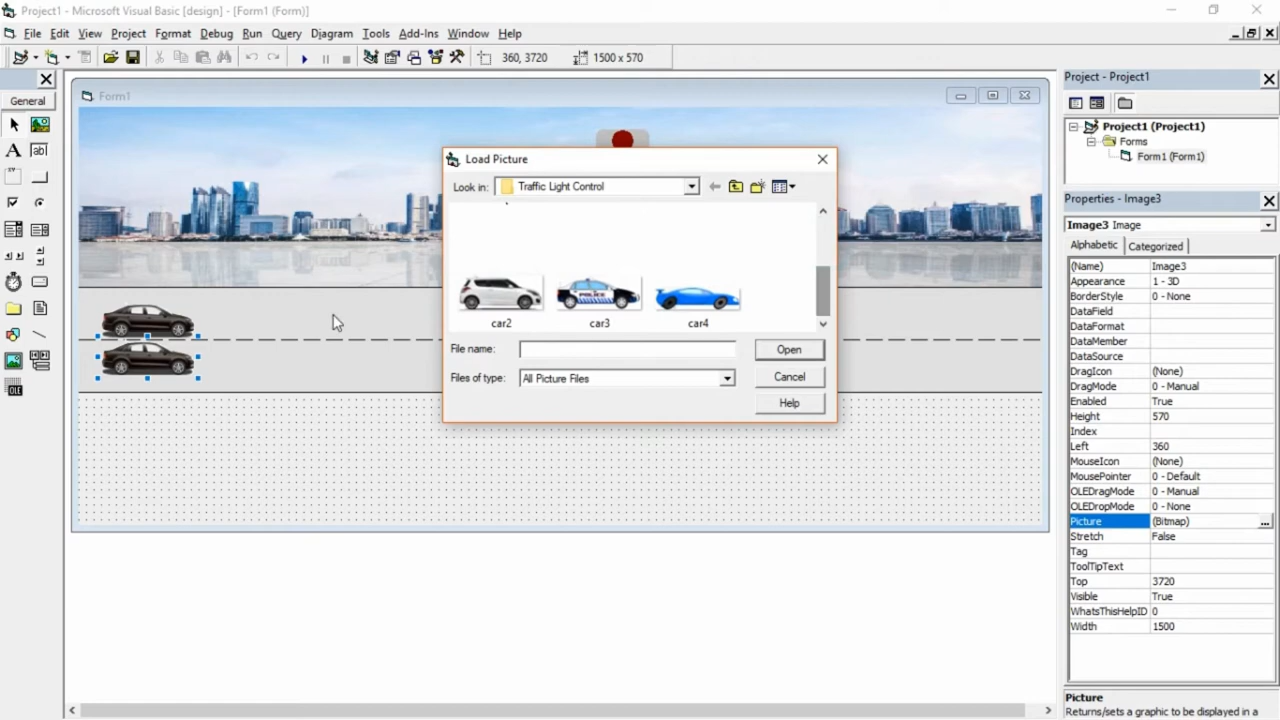 Project1 - Microsoft Visual Basic [design] - [Form1 (Form)]
File Edit View Project Format Debug Run Query Diagram Tools Add-Ins Window Help
360, 3720 1500 x 570
General
A ab|
OLE
Form1
Load Picture
Look in: Traffic Light Control
POLICE
car2 car3 car4
File name: Open
Files of type: All Picture Files Cancel
Help
Project - Project1
Project1 (Project1)
Forms
Form1 (Form1)
Properties - Image3
Image3 Image
Alphabetic Categorized
(Name) Image3
Appearance 1 - 3D
BorderStyle 0 - None
DataField
DataFormat
DataMember
DataSource
DragIcon (None)
DragMode 0 - Manual
Enabled True
Height 570
Index
Left 360
MouseIcon (None)
MousePointer 0 - Default
OLEDragMode 0 - Manual
OLEDropMode 0 - None
Picture (Bitmap) ...
Stretch False
Tag
ToolTipText
Top 3720
Visible True
WhatsThisHelpID 0
Width 1500
Picture
Returns/sets a graphic to be displayed in a